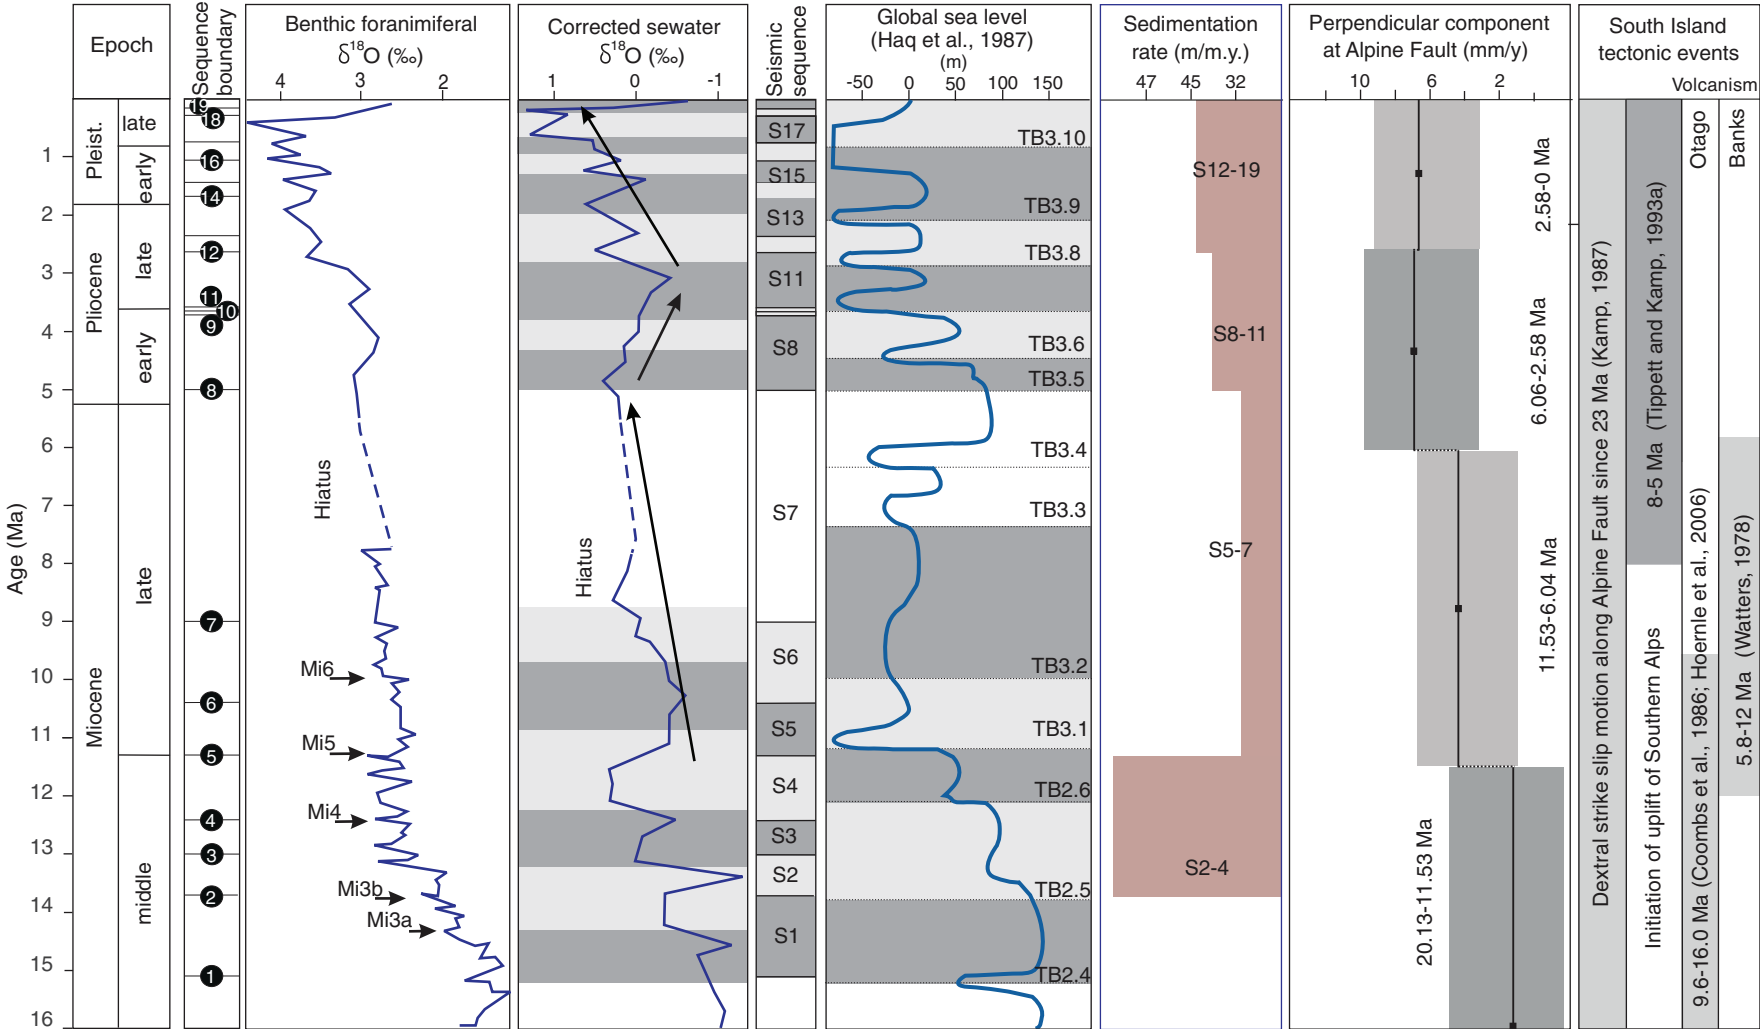 Epoch
Sequence boundary
Benthic foranimiferal
δ18O (‰)
4 3 2
Corrected sewater
δ18O (‰)
1 0 -1
Seismic sequence
Global sea level
(Haq et al., 1987)
(m)
-50 0 50 100 150
Sedimentation
rate (m/m.y.)
47 45 32
Perpendicular component
at Alpine Fault (mm/y)
10 6 2
South Island
tectonic events
Volcanism
Age (Ma)
1
2
3
4
5
6
7
8
9
10
11
12
13
14
15
16
Pleist.
Pliocene
Miocene
late
early
late
early
late
middle
19
18
16
14
12
11
10
9
8
7
6
5
4
3
2
1
Hiatus
Mi6
Mi5
Mi4
Mi3b
Mi3a
Hiatus
S17
S15
S13
S11
S8
S7
S6
S5
S4
S3
S2
S1
TB3.10
TB3.9
TB3.8
TB3.6
TB3.5
TB3.4
TB3.3
TB3.2
TB3.1
TB2.6
TB2.5
TB2.4
S12-19
S8-11
S5-7
S2-4
2.58-0 Ma
6.06-2.58 Ma
11.53-6.04 Ma
20.13-11.53 Ma
Dextral strike slip motion along Alpine Fault since 23 Ma (Kamp, 1987)
Initiation of uplift of Southern Alps
8-5 Ma (Tippett and Kamp, 1993a)
Otago
9.6-16.0 Ma (Coombs et al., 1986; Hoernle et al., 2006)
Banks
5.8-12 Ma (Watters, 1978)